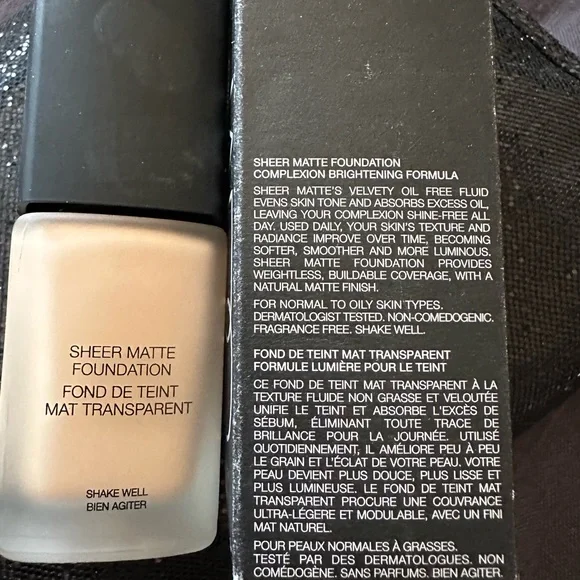 SHEER MATTE
FOUNDATION
FOND DE TEINT
MAT TRANSPARENT
SHAKE WELL
BIEN AGITER
SHEER MATTE FOUNDATION
COMPLEXION BRIGHTENING FORMULA
SHEER MATTE'S VELVETY OIL FREE FLUID
EVENS SKIN TONE AND ABSORBS EXCESS OIL,
LEAVING YOUR COMPLEXION SHINE-FREE ALL
DAY. USED DAILY, YOUR SKIN'S TEXTURE AND
RADIANCE IMPROVE OVER TIME, BECOMING
SOFTER, SMOOTHER AND MORE LUMINOUS.
SHEER MATTE FOUNDATION PROVIDES
WEIGHTLESS, BUILDABLE COVERAGE, WITH A
NATURAL MATTE FINISH.
FOR NORMAL TO OILY SKIN TYPES.
DERMATOLOGIST TESTED. NON-COMEDOGENIC.
FRAGRANCE FREE. SHAKE WELL.
FOND DE TEINT MAT TRANSPARENT
FORMULE LUMIÈRE POUR LE TEINT
CE FOND DE TEINT MAT TRANSPARENT À LA
TEXTURE FLUIDE NON GRASSE ET VELOUTÉE
UNIFIE LE TEINT ET ABSORBE L'EXCÈS DE
SÉBUM, ÉLIMINANT TOUTE TRACE DE
BRILLANCE POUR LA JOURNÉE. UTILISÉ
QUOTIDIENNEMENT, IL AMÉLIORE PEU À PEU
LE GRAIN ET L'ÉCLAT DE VOTRE PEAU. VOTRE
PEAU DEVIENT PLUS DOUCE, PLUS LISSE ET
PLUS LUMINEUSE. LE FOND DE TEINT MAT
TRANSPARENT PROCURE UNE COUVRANCE
ULTRA-LÉGERE ET MODULABLE, AVEC UN FINI
MAT NATUREL.
POUR PEAUX NORMALES À GRASSES.
TESTÉ PAR DES DERMATOLOGUES. NON
COMÉDOGÈNE. SANS PARFUMS. BIEN AGITER.